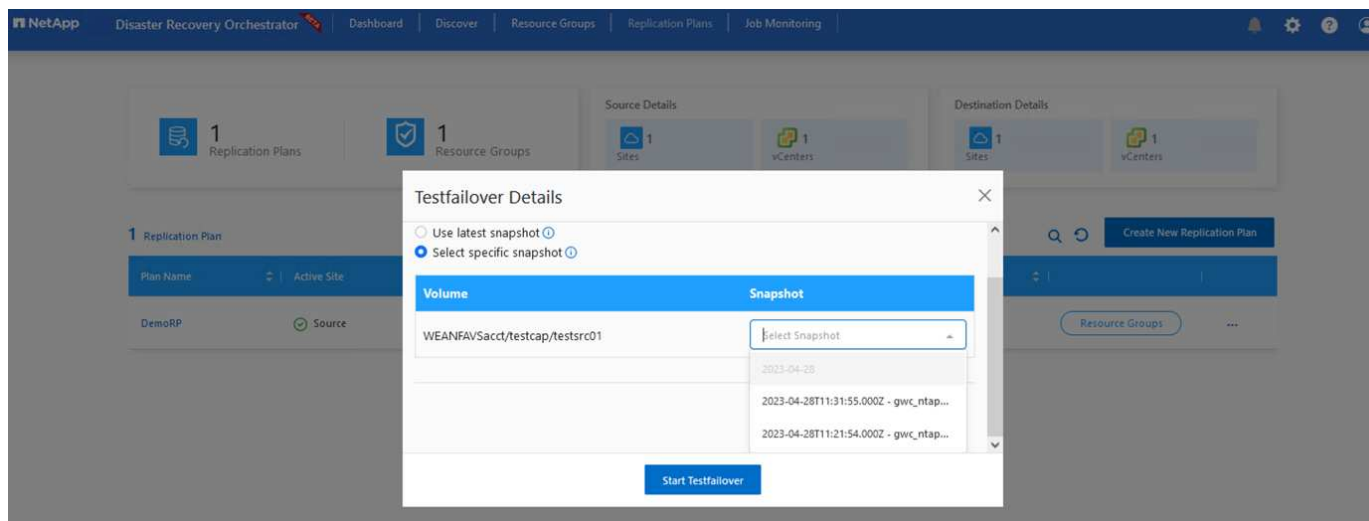 NetApp Disaster Recovery Orchestrator Dashboard Discover Resource Groups Replication Plans Job Monitoring
1
Replication Plans
1
Resource Groups
Source Details
1
Sites
1
vCenters
Destination Details
1
Sites
1
vCenters
1 Replication Plan
Create New Replication Plan
Plan Name Active Site
DemoRP Source Resource Groups ...
Testfailover Details
Use latest snapshot
Select specific snapshot
Volume Snapshot
WEANFAVSacct/testcap/testsrc01 Select Snapshot
2023-04-28
2023-04-28T11:31:55.000Z - gwc_ntap...
2023-04-28T11:21:54.000Z - gwc_ntap...
Start Testfailover